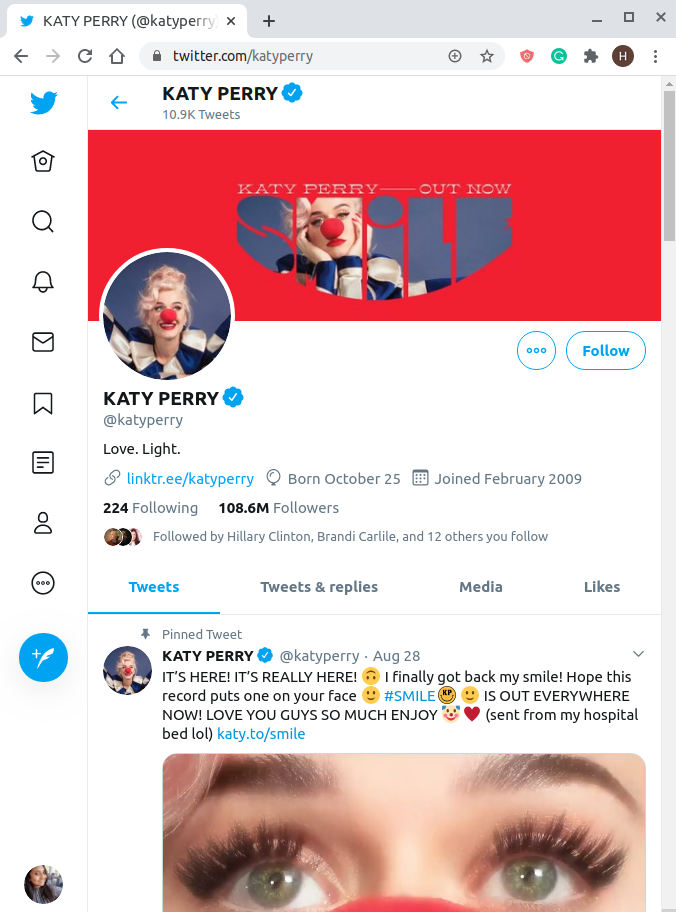 KATY PERRY (@katyperry
twitter.com/katyperry
H
KATY PERRY
10.9K Tweets
KATY PERRY OUT NOW
SMiLE
Follow
KATY PERRY
@katyperry
Love. Light.
linktr.ee/katyperry Born October 25 Joined February 2009
224 Following 108.6M Followers
Followed by Hillary Clinton, Brandi Carlile, and 12 others you follow
Tweets Tweets & replies Media Likes
Pinned Tweet
KATY PERRY @katyperry · Aug 28
IT'S HERE! IT'S REALLY HERE! 🙃 I finally got back my smile! Hope this
record puts one on your face 🙂 #SMILE KP 🙂 IS OUT EVERYWHERE
NOW! LOVE YOU GUYS SO MUCH ENJOY 🤡 ♥ (sent from my hospital
bed lol) katy.to/smile